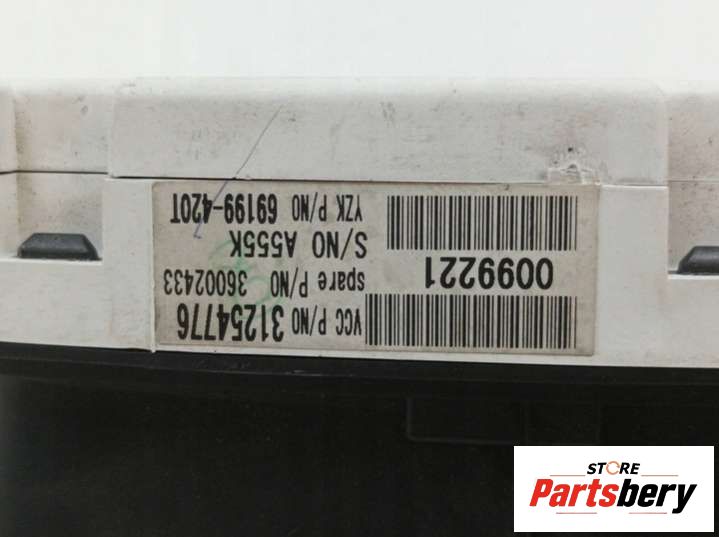 VCC P/NO 31254776
spare P/NO 36002433
0099221
S/NO A555K
YZK P/NO 69199-420T
STORE
Partsbery